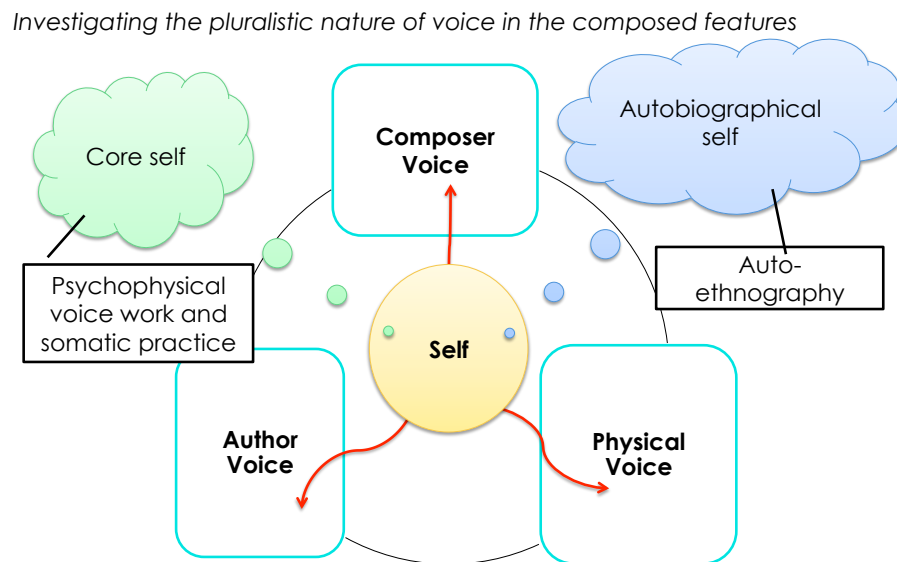 Investigating the pluralistic nature of voice in the composed features
Core self
Composer
Voice
Autobiographical
self
Psychophysical
voice work and
somatic practice
Auto-
ethnography
Self
Author
Voice
Physical
Voice